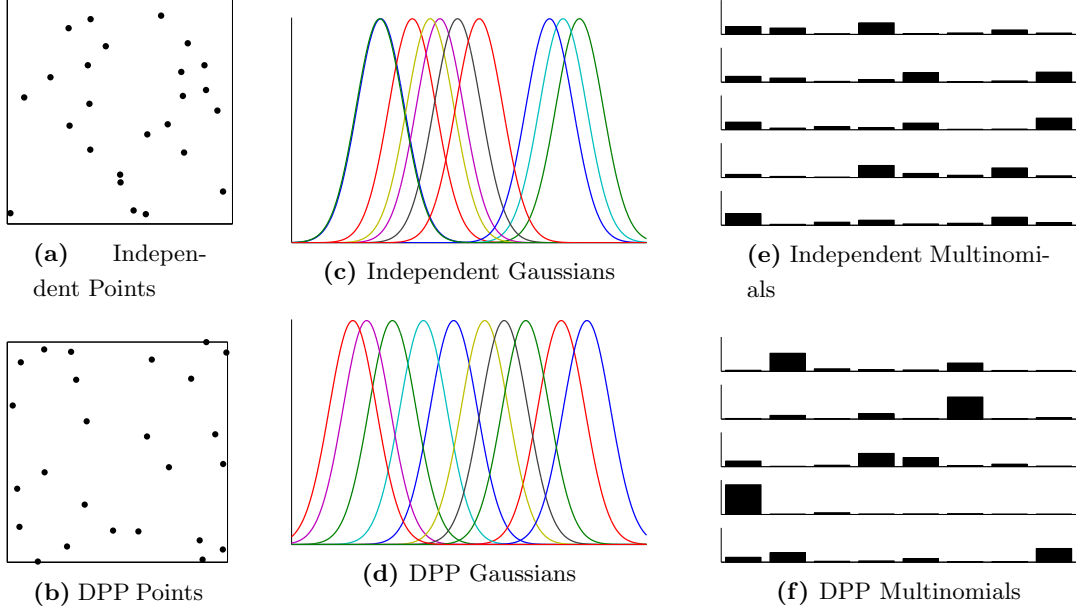 (a) Indepen-
dent Points
(b) DPP Points
(c) Independent Gaussians
(d) DPP Gaussians
(e) Independent Multinomi-
als
(f) DPP Multinomials